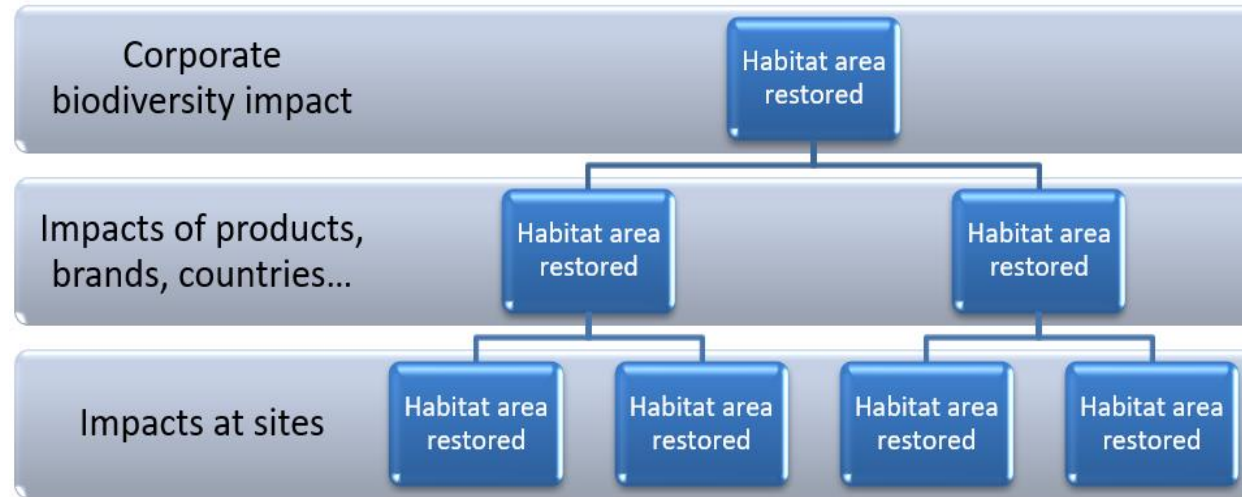 Corporate
biodiversity impact
Habitat area
restored
Impacts of products,
brands, countries...
Habitat area
restored
Habitat area
restored
Impacts at sites
Habitat area
restored
Habitat area
restored
Habitat area
restored
Habitat area
restored